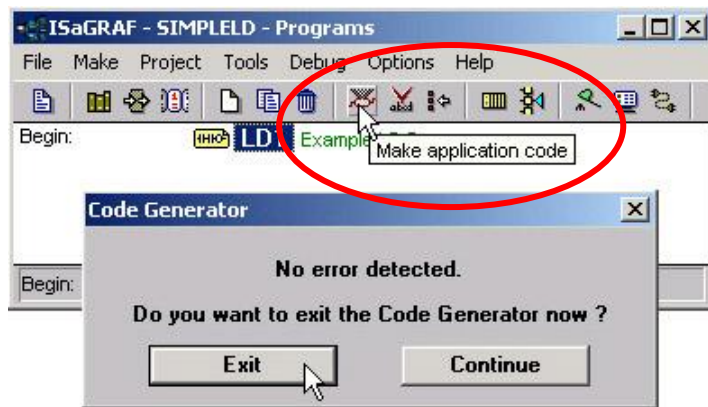 ISaGRAF - SIMPLELD - Programs
File Make Project Tools Debug Options Help
Begin: LD1 Example
Make application code
Code Generator
No error detected.
Begin:
Do you want to exit the Code Generator now ?
Exit Continue